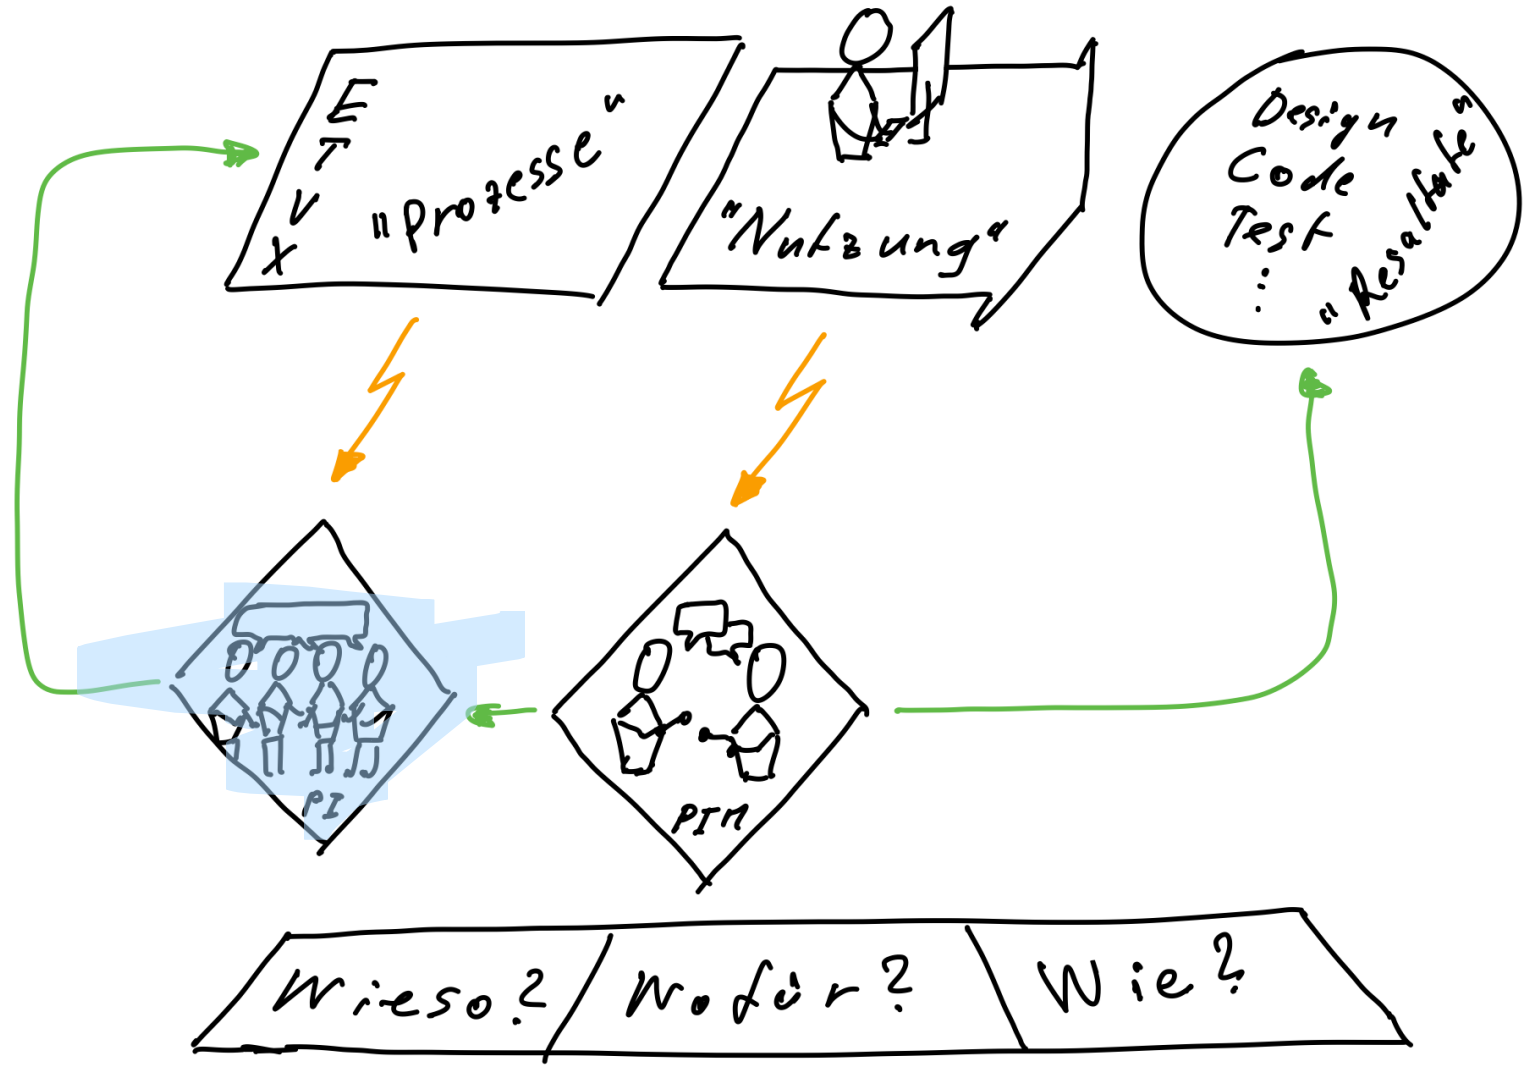 E
T
V
X
"Prozesse"
"Nutzung"
Design
Code
Test
⋮
"Resultate"
PI
PIM
Wieso?
Wofür?
Wie?